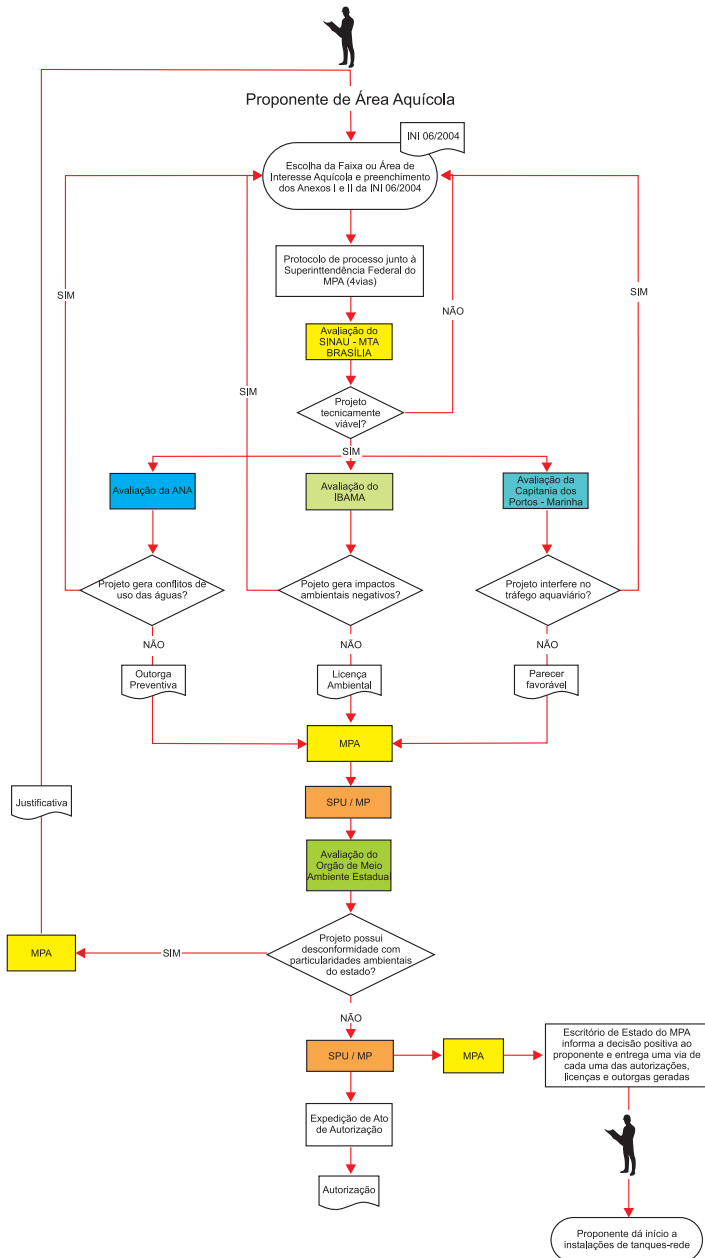 Proponente de Área Aquícola
INI 06/2004
Escolha da Faixa ou Área de
Interesse Aquícola e preenchimento
dos Anexos I e II da INI 06/2004
Protocolo de processo junto à
Superinttendência Federal do
MPA (4vias)
SIM
SIM
NÃO
Avaliação do
SINAU - MTA
BRASÍLIA
SIM
Projeto
tecnicamente
viável?
SIM
Avaliação da ANA
Avaliação do
IBAMA
Avaliação da
Capitania dos
Portos - Marinha
Projeto gera conflitos de
uso das águas?
Pojeto gera impactos
ambientais negativos?
Projeto interfere no
tráfego aquaviário?
NÃO
NÃO
NÃO
Outorga
Preventiva
Licença
Ambiental
Parecer
favorável
MPA
Justificativa
SPU / MP
Avaliação do
Orgão de Meio
Ambiente Estadual
Projeto possui
desconformidade com
particularidades ambientais
do estado?
SIM
MPA
NÃO
SPU / MP
MPA
Escritório de Estado do MPA
informa a decisão positiva ao
proponente e entrega uma via de
cada uma das autorizações,
licenças e outorgas geradas
Expedição de Ato
de Autorização
Autorização
Proponente dá início a
instalações de tanques-rede